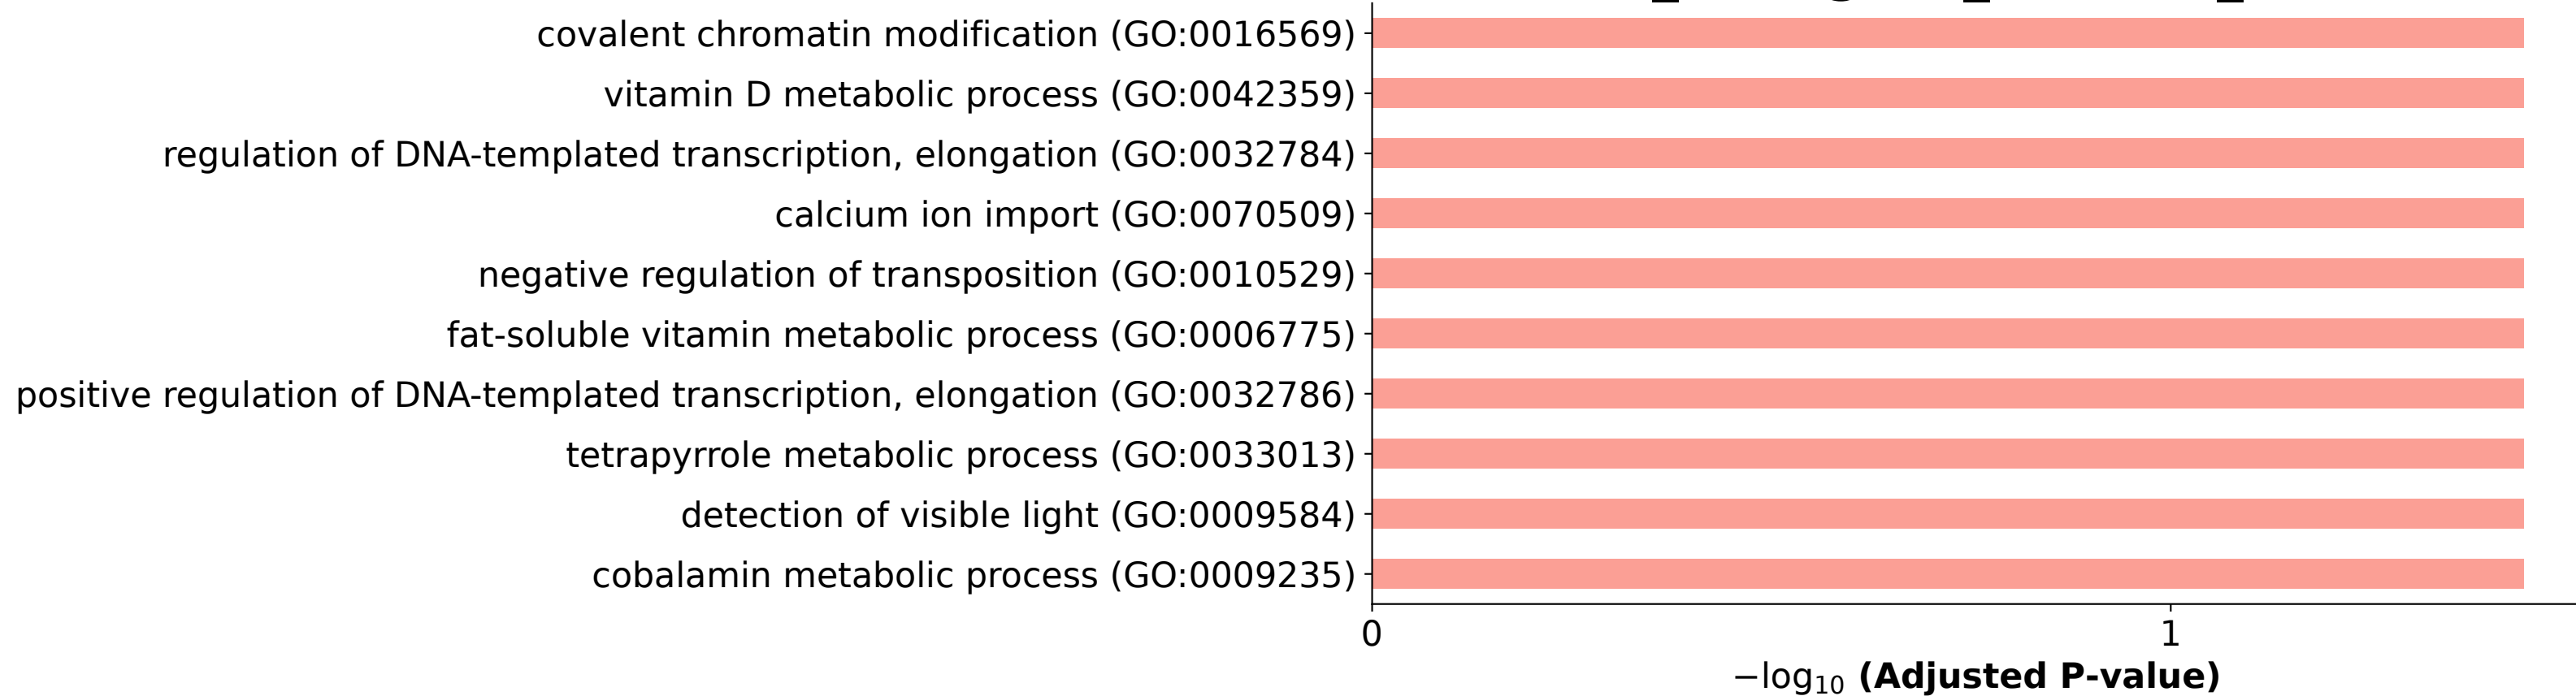 covalent chromatin modification (GO:0016569)
vitamin D metabolic process (GO:0042359)
regulation of DNA-templated transcription, elongation (GO:0032784)
calcium ion import (GO:0070509)
negative regulation of transposition (GO:0010529)
fat-soluble vitamin metabolic process (GO:0006775)
positive regulation of DNA-templated transcription, elongation (GO:0032786)
tetrapyrrole metabolic process (GO:0033013)
detection of visible light (GO:0009584)
cobalamin metabolic process (GO:0009235)
0 1
−log₁₀ (Adjusted P-value)